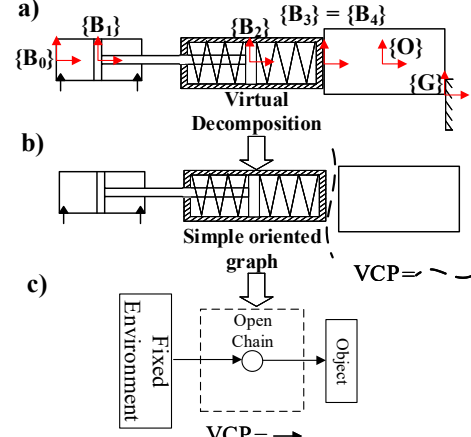 a)
{B₀}
{B₁}
{B₂}
{B₃} = {B₄}
{O}
{G}
Virtual
Decomposition
b)
Simple oriented
graph
VCP=
c)
Fixed
Environment
Open
Chain
Object
VCP=